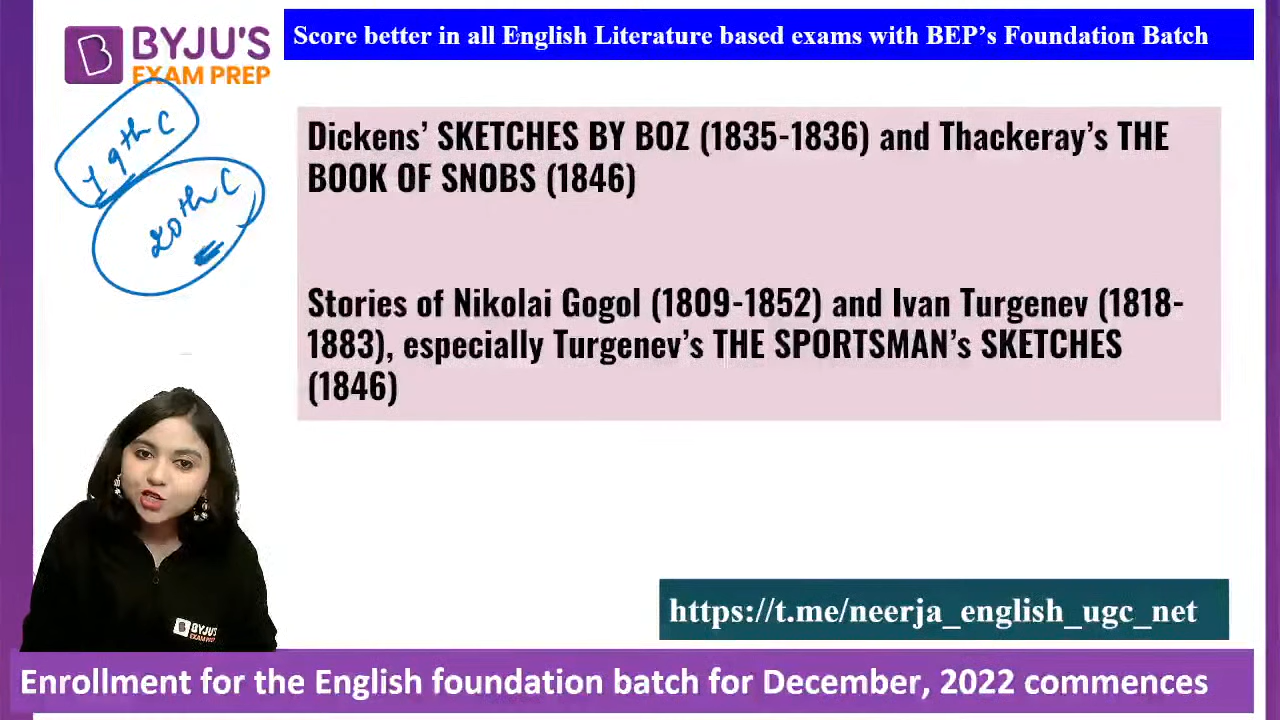 BYJU'S
EXAM PREP
Score better in all English Literature based exams with BEP's Foundation Batch
19th C
20th C
Dickens' SKETCHES BY BOZ (1835-1836) and Thackeray's THE
BOOK OF SNOBS (1846)
Stories of Nikolai Gogol (1809-1852) and Ivan Turgenev (1818-
1883), especially Turgenev's THE SPORTSMAN's SKETCHES
(1846)
BYJU'S
EXAM PREP
https://t.me/neerja_english_ugc_net
Enrollment for the English foundation batch for December, 2022 commences